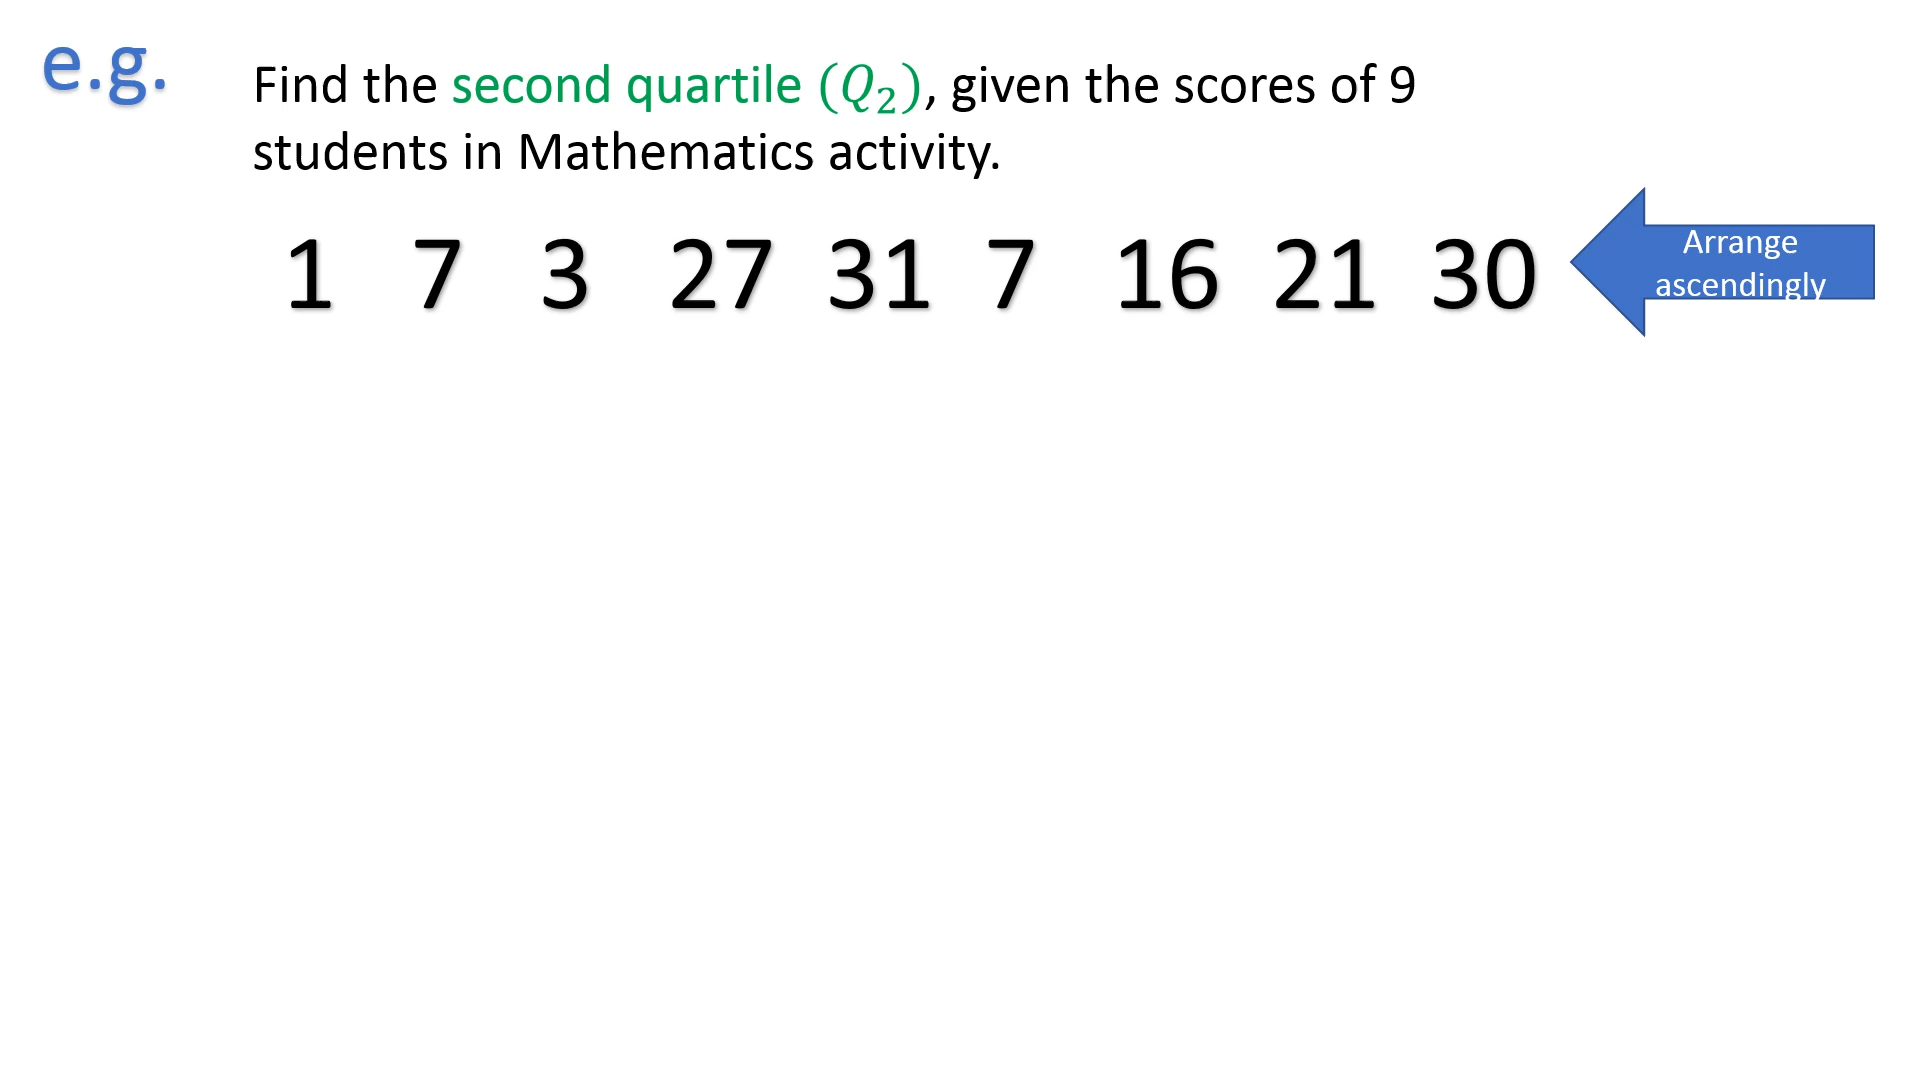 e.g.
Find the second quartile (Q₂), given the scores of 9
students in Mathematics activity.
1 7 3 27 31 7 16 21 30
Arrange
ascendingly